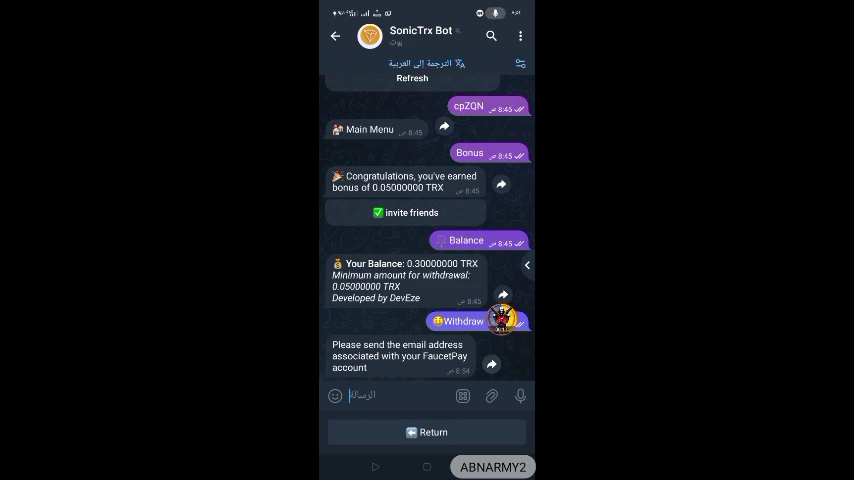 SonicTrx Bot
بوت
الترجمة إلى العربية
Refresh
cpZQN 8:45 ص
Main Menu 8:45 ص
Bonus 8:45 ص
Congratulations, you've earned
bonus of 0.05000000 TRX 8:45 ص
invite friends
Balance 8:45 ص
Your Balance: 0.30000000 TRX
Minimum amount for withdrawal:
0.05000000 TRX
Developed by DevEze 8:45 ص
Withdraw
Please send the email address
associated with your FaucetPay
account 8:54 ص
الرسالة
Return
ABNARMY2